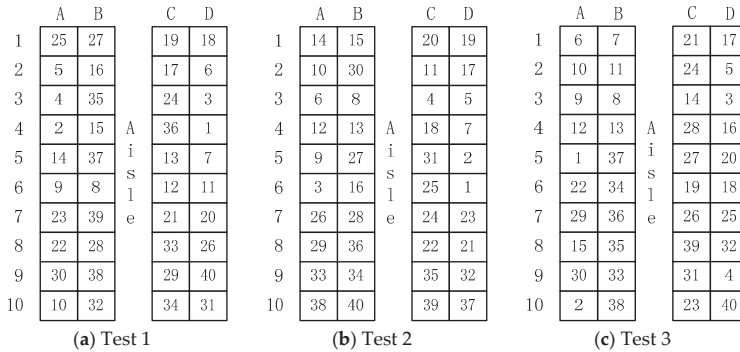 A B C D A B C D A B C D
1 25 27 19 18 1 14 15 20 19 1 6 7 21 17
2 5 16 17 6 2 10 30 11 17 2 10 11 24 5
3 4 35 24 3 3 6 8 4 5 3 9 8 14 3
4 2 15 A 36 1 4 12 13 A 18 7 4 12 13 A 28 16
5 14 37 i 13 7 5 9 27 i 31 2 5 1 37 i 27 20
6 9 8 s 12 11 6 3 16 s 25 1 6 22 34 s 19 18
7 23 39 l e 21 20 7 26 28 l e 24 23 7 29 36 l e 26 25
8 22 28 33 26 8 29 36 22 21 8 15 35 39 32
9 30 38 29 40 9 33 34 35 32 9 30 33 31 4
10 10 32 34 31 10 38 40 39 37 10 2 38 23 40
(a) Test 1 (b) Test 2 (c) Test 3